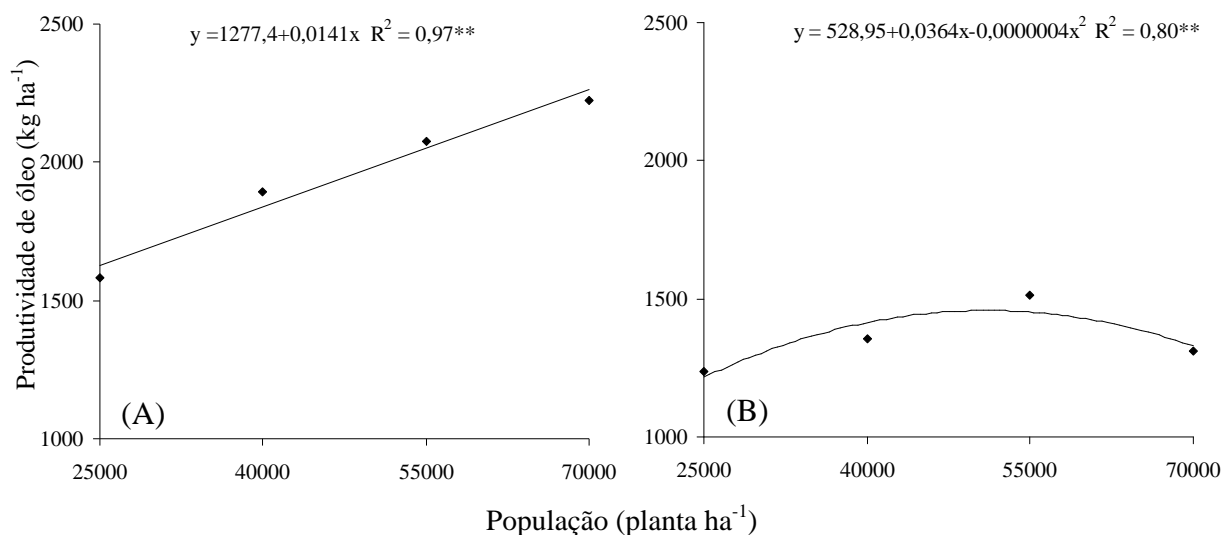 y =1277,4+0,0141x R² = 0,97**
Produtividade de óleo (kg ha⁻¹)
2500
2000
1500
1000
(A)
25000 40000 55000 70000
y = 528,95+0,0364x-0,0000004x² R² = 0,80**
2500
2000
1500
1000
(B)
25000 40000 55000 70000
População (planta ha⁻¹)